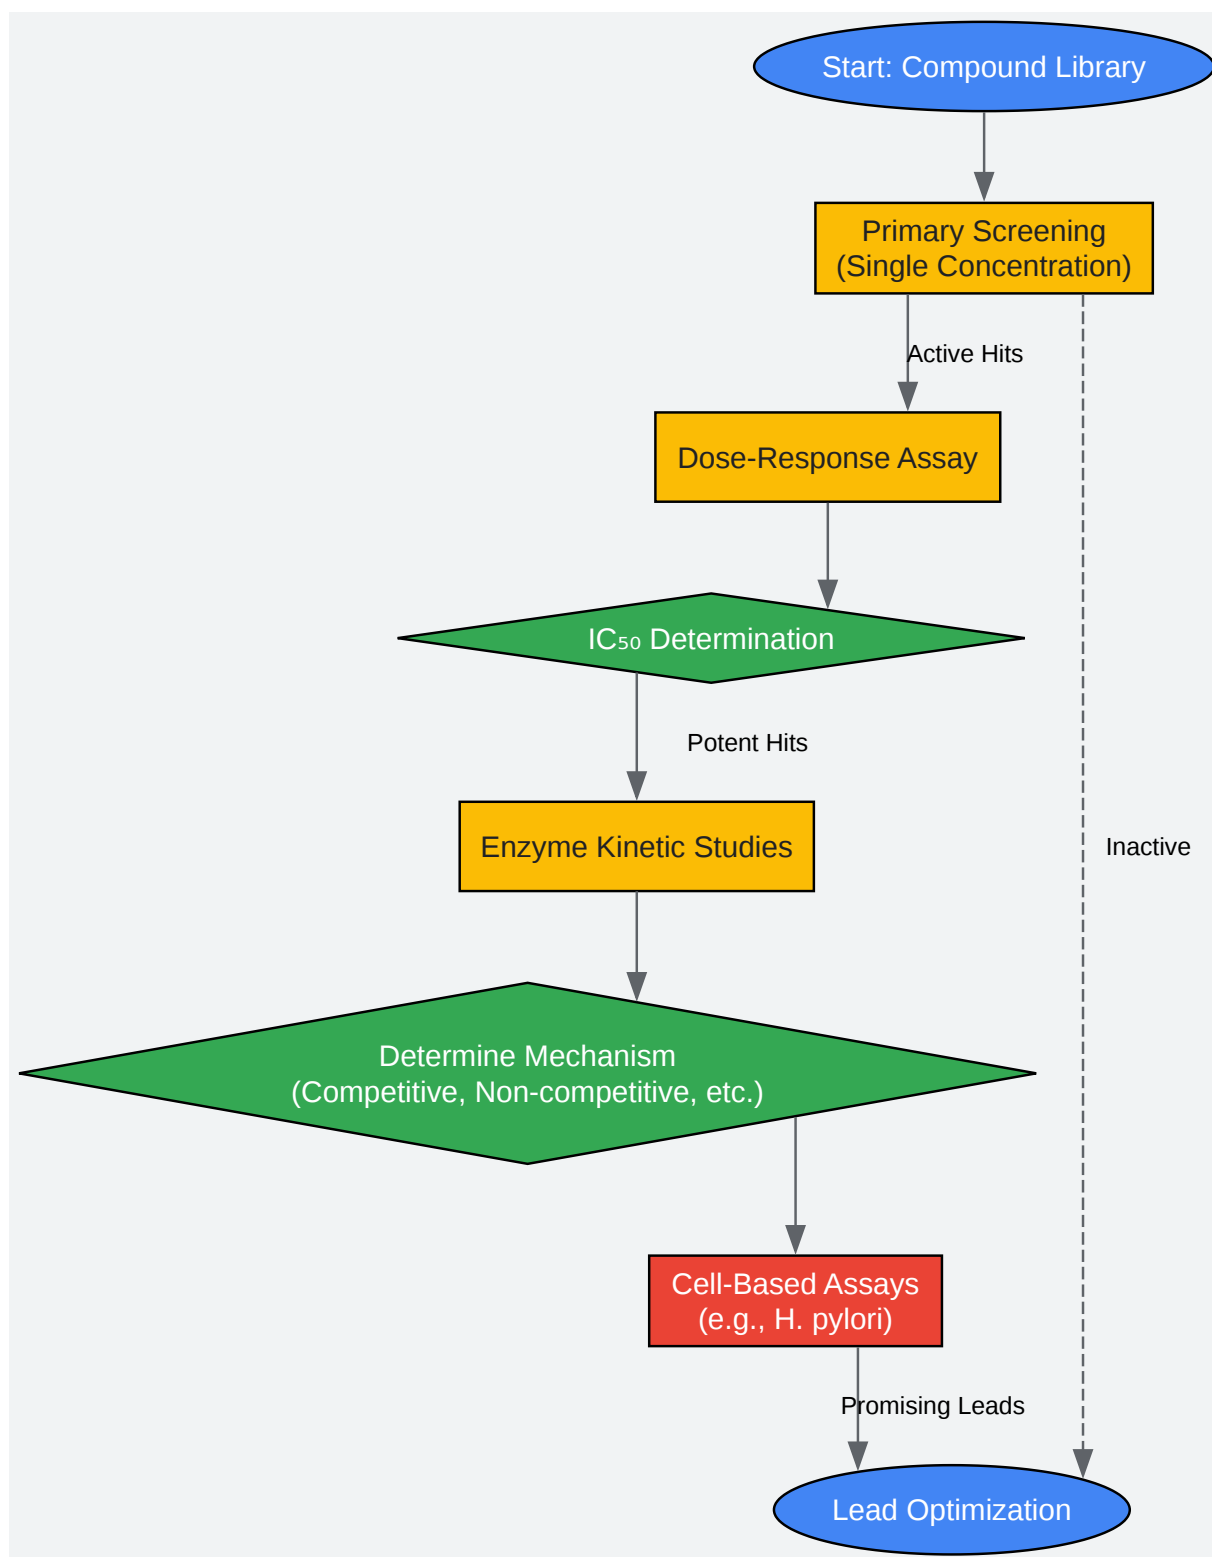 Start: Compound Library
Primary Screening
(Single Concentration)
Active Hits
Dose-Response Assay
IC₅₀ Determination
Potent Hits
Enzyme Kinetic Studies
Inactive
Determine Mechanism
(Competitive, Non-competitive, etc.)
Cell-Based Assays
(e.g., H. pylori)
Promising Leads
Lead Optimization